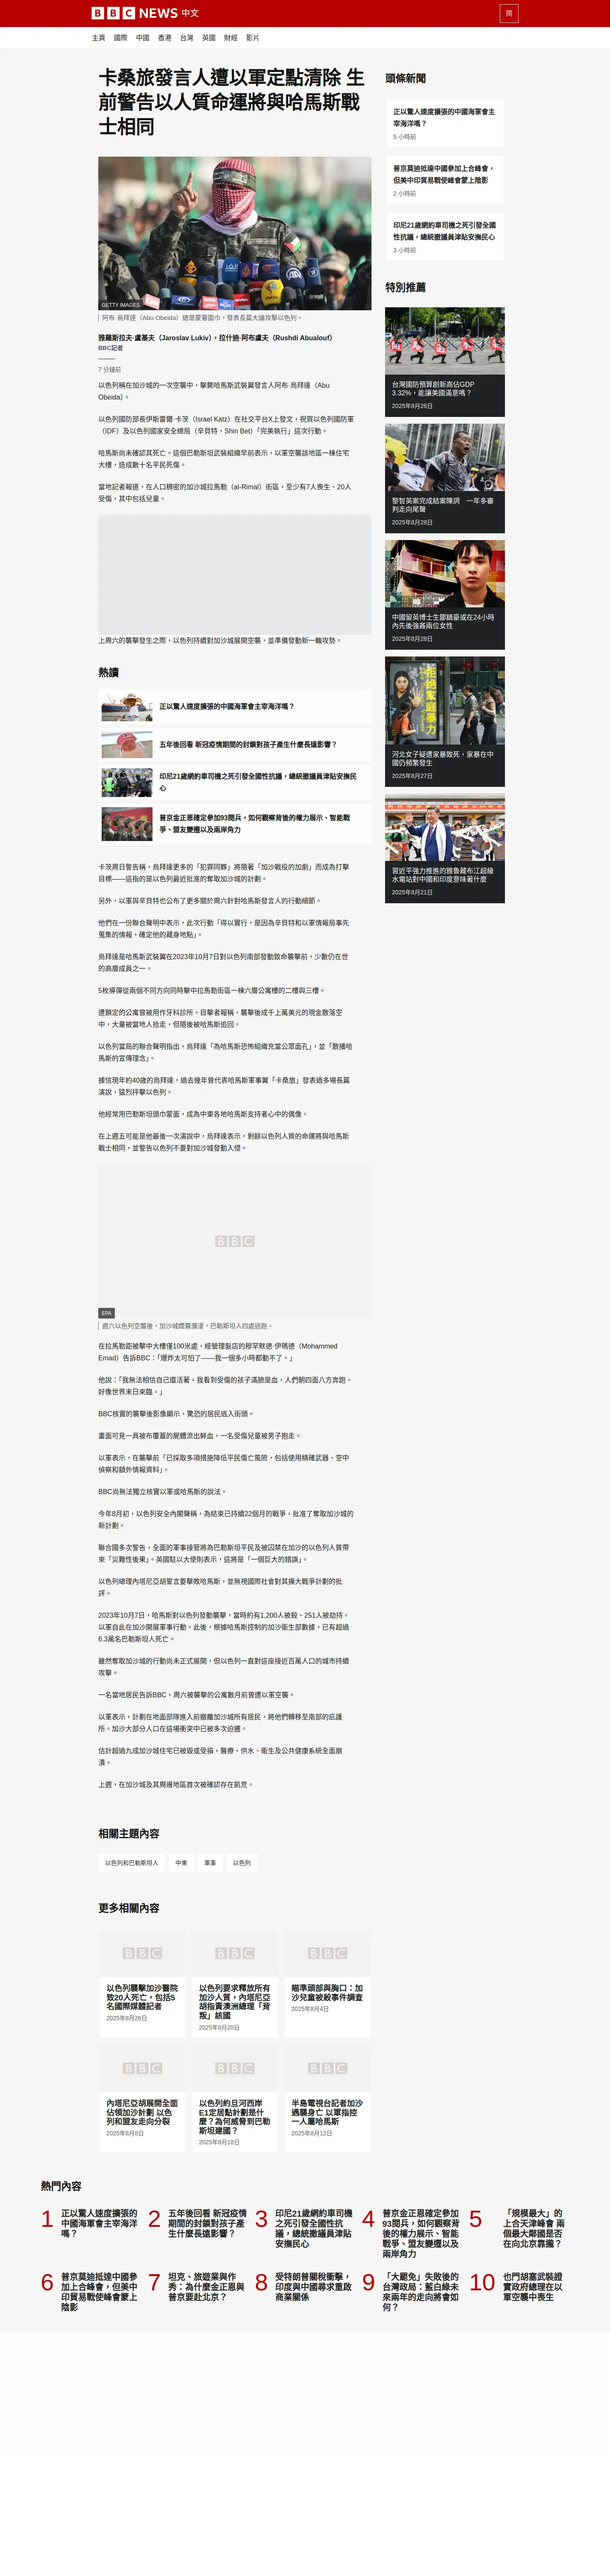 BBC NEWS 中文
简
主頁 國際 中國 香港 台灣 英國 財經 影片
卡桑旅發言人遭以軍定點清除 生
前警告以人質命運將與哈馬斯戰
士相同
GETTY IMAGES
阿布·烏拜達（Abu Obeida）總是蒙著圍巾，發表長篇大論攻擊以色列。
雅羅斯拉夫·盧基夫（Jaroslav Lukiv），拉什迪·阿布盧夫（Rushdi Abualouf）
BBC記者
7 分鐘前
以色列稱在加沙城的一次空襲中，擊斃哈馬斯武裝翼發言人阿布·烏拜達（Abu
Obeida）。
以色列國防部長伊斯雷爾·卡茨（Israel Katz）在社交平台X上發文，祝賀以色列國防軍
（IDF）及以色列國家安全總局（辛貝特，Shin Bet）「完美執行」這次行動。
哈馬斯尚未確認其死亡。這個巴勒斯坦武裝組織早前表示，以軍空襲該地區一棟住宅
大樓，造成數十名平民死傷。
當地記者報道，在人口稠密的加沙城拉馬勒（al-Rimal）街區，至少有7人喪生、20人
受傷，其中包括兒童。
上周六的襲擊發生之際，以色列持續對加沙城展開空襲，並準備發動新一輪攻勢。
熱讀
正以驚人速度擴張的中國海軍會主宰海洋嗎？
五年後回看 新冠疫情期間的封鎖對孩子產生什麼長遠影響？
印尼21歲網約車司機之死引發全國性抗議，總統撤議員津貼安撫民
心
普京金正恩確定參加93閱兵，如何觀察背後的權力展示、智能戰
爭、盟友變遷以及兩岸角力
卡茨周日警告稱，烏拜達更多的「犯罪同夥」將隨著「加沙戰役的加劇」而成為打擊
目標——這指的是以色列最近批准的奪取加沙城的計劃。
另外，以軍與辛貝特也公布了更多關於周六針對哈馬斯發言人的行動細節。
他們在一份聯合聲明中表示，此次行動「得以實行，是因為辛貝特和以軍情報局事先
蒐集的情報，確定他的藏身地點」。
烏拜達是哈馬斯武裝翼在2023年10月7日對以色列南部發動致命襲擊前，少數仍在世
的高層成員之一。
5枚導彈從兩個不同方向同時擊中拉馬勒街區一棟六層公寓樓的二樓與三樓。
遭鎖定的公寓曾被用作牙科診所。目擊者報稱，襲擊後成千上萬美元的現金散落空
中，大量被當地人拾走，但隨後被哈馬斯追回。
以色列當局的聯合聲明指出，烏拜達「為哈馬斯恐怖組織充當公眾面孔」，並「散播哈
馬斯的宣傳理念」。
據信現年約40歲的烏拜達，過去幾年曾代表哈馬斯軍事翼「卡桑旅」發表過多場長篇
演說，猛烈抨擊以色列。
他經常用巴勒斯坦頭巾蒙面，成為中東各地哈馬斯支持者心中的偶像。
在上週五可能是他最後一次演說中，烏拜達表示，剩餘以色列人質的命運將與哈馬斯
戰士相同，並警告以色列不要對加沙城發動入侵。
BBC
EPA
週六以色列空襲後，加沙城煙霧瀰漫，巴勒斯坦人四處逃跑。
在拉馬勒距被擊中大樓僅100米處，經營理髮店的穆罕默德·伊瑪德（Mohammed
Emad）告訴BBC：「爆炸太可怕了——我一個多小時都動不了。」
他說：「我無法相信自己還活著。我看到受傷的孩子滿臉是血，人們朝四面八方奔跑，
好像世界末日來臨。」
BBC核實的襲擊後影像顯示，驚恐的居民逃入街頭。
畫面可見一具被布覆蓋的屍體流出鮮血，一名受傷兒童被男子抱走。
以軍表示，在襲擊前「已採取多項措施降低平民傷亡風險，包括使用精確武器、空中
偵察和額外情報資料」。
BBC尚無法獨立核實以軍或哈馬斯的說法。
今年8月初，以色列安全內閣聲稱，為結束已持續22個月的戰爭，批准了奪取加沙城的
新計劃。
聯合國多次警告，全面的軍事接管將為巴勒斯坦平民及被囚禁在加沙的以色列人質帶
來「災難性後果」。英國駐以大使則表示，這將是「一個巨大的錯誤」。
以色列總理內塔尼亞胡誓言要擊敗哈馬斯，並無視國際社會對其擴大戰爭計劃的批
評。
2023年10月7日，哈馬斯對以色列發動襲擊，當時約有1,200人被殺、251人被劫持。
以軍自此在加沙開展軍事行動。此後，根據哈馬斯控制的加沙衛生部數據，已有超過
6.3萬名巴勒斯坦人死亡。
雖然奪取加沙城的行動尚未正式展開，但以色列一直對這座接近百萬人口的城市持續
攻擊。
一名當地居民告訴BBC，周六被襲擊的公寓數月前曾遭以軍空襲。
以軍表示，計劃在地面部隊進入前撤離加沙城所有居民，將他們轉移至南部的庇護
所。加沙大部分人口在這場衝突中已被多次迫遷。
估計超過九成加沙城住宅已被毀或受損，醫療、供水、衛生及公共健康系統全面崩
潰。
上週，在加沙城及其周邊地區首次被確認存在飢荒。
相關主題內容
以色列和巴勒斯坦人 中東 軍事 以色列
更多相關內容
BBC BBC BBC
以色列襲擊加沙醫院
致20人死亡，包括5
名國際媒體記者
2025年8月26日
以色列要求釋放所有
加沙人質，內塔尼亞
胡指責澳洲總理「背
叛」該國
2025年8月20日
瞄準頭部與胸口：加
沙兒童被殺事件調查
2025年8月4日
BBC BBC BBC
內塔尼亞胡展開全面
佔領加沙計劃 以色
列和盟友走向分裂
2025年8月8日
以色列約旦河西岸
E1定居點計劃是什
麼？為何威脅到巴勒
斯坦建國？
2025年8月18日
半島電視台記者加沙
遇襲身亡 以軍指控
一人屬哈馬斯
2025年8月12日
頭條新聞
正以驚人速度擴張的中國海軍會主
宰海洋嗎？
5 小時前
普京莫迪抵達中國參加上合峰會，
但美中印貿易戰使峰會蒙上陰影
2 小時前
印尼21歲網約車司機之死引發全國
性抗議，總統撤議員津貼安撫民心
3 小時前
特別推薦
台灣國防預算創新高佔GDP
3.32%，能讓美國滿意嗎？
2025年8月26日
黎智英案完成結案陳詞　一年多審
判走向尾聲
2025年8月28日
中國留英博士生鄒鎮豪或在24小時
內先後強姦兩位女性
2025年8月28日
拒绝家庭暴力
河北女子疑遭家暴致死，家暴在中
國仍頻繁發生
2025年8月27日
習近平強力推進的雅魯藏布江超級
水電站對中國和印度意味著什麼
2025年8月21日
熱門內容
1 正以驚人速度擴張的
中國海軍會主宰海洋
嗎？
2 五年後回看 新冠疫情
期間的封鎖對孩子產
生什麼長遠影響？
3 印尼21歲網約車司機
之死引發全國性抗
議，總統撤議員津貼
安撫民心
4 普京金正恩確定參加
93閱兵，如何觀察背
後的權力展示、智能
戰爭、盟友變遷以及
兩岸角力
5 「規模最大」的
上合天津峰會 兩
個最大鄰國是否
在向北京靠攏？
6 普京莫迪抵達中國參
加上合峰會，但美中
印貿易戰使峰會蒙上
陰影
7 坦克、旅遊業與作
秀：為什麼金正恩與
普京要赴北京？
8 受特朗普關稅衝擊，
印度與中國尋求重啟
商業關係
9 「大罷免」失敗後的
台灣政局：藍白綠未
來兩年的走向將會如
何？
10 也門胡塞武裝證
實政府總理在以
軍空襲中喪生